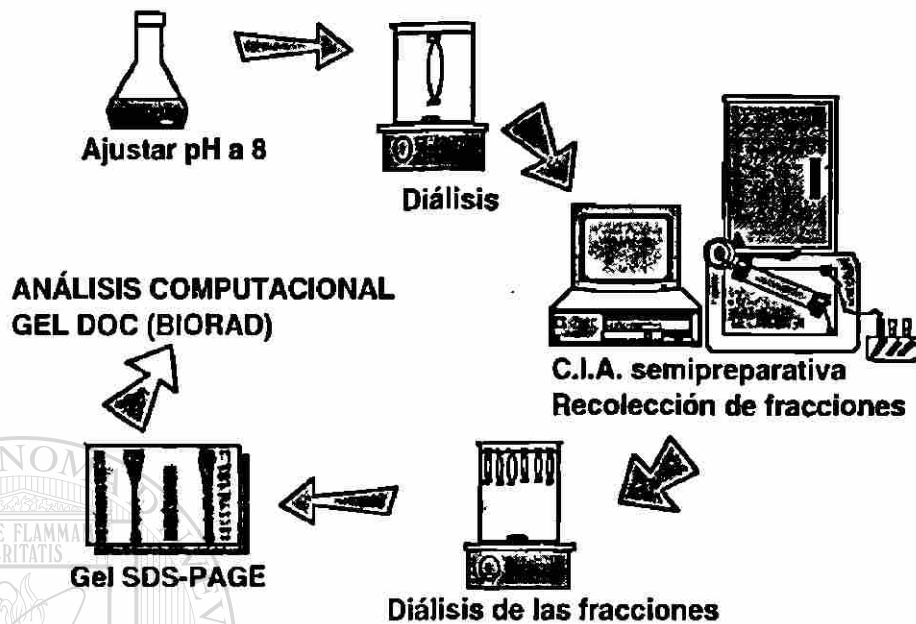 Ajustar pH a 8
Diálisis
C.I.A. semipreparativa
Recolección de fracciones
Diálisis de las fracciones
Gel SDS-PAGE
ANÁLISIS COMPUTACIONAL
GEL DOC (BIORAD)